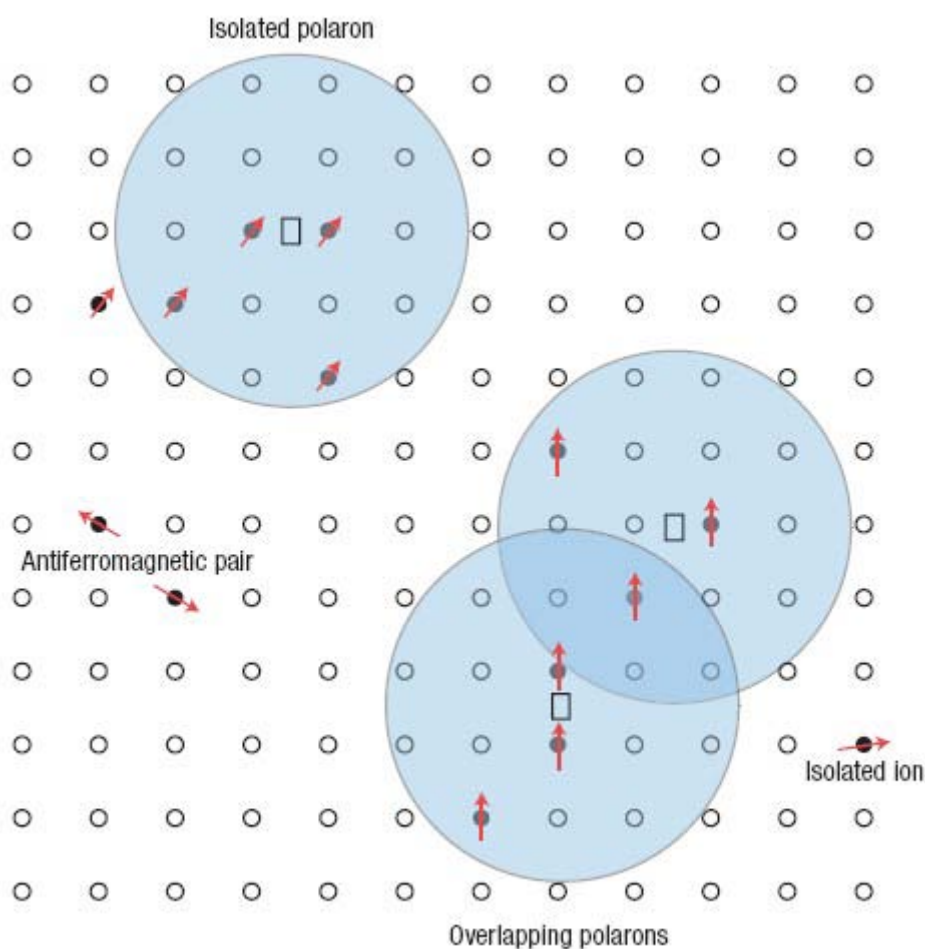 Isolated polaron
Antiferromagnetic pair
Isolated ion
Overlapping polarons